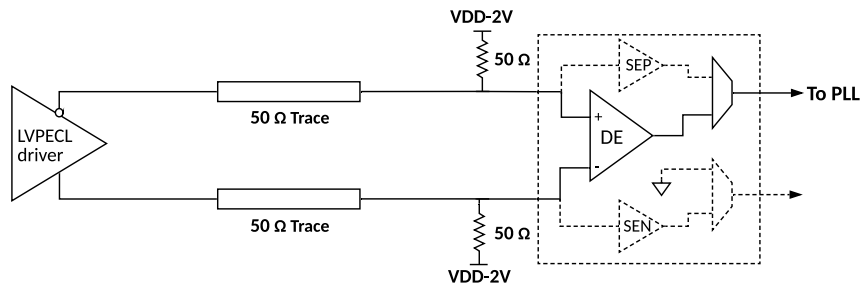 VDD-2V
50 Ω
SEP
To PLL
50 Ω Trace
+
LVPECL
driver
DE
-
50 Ω Trace
50 Ω
SEN
VDD-2V